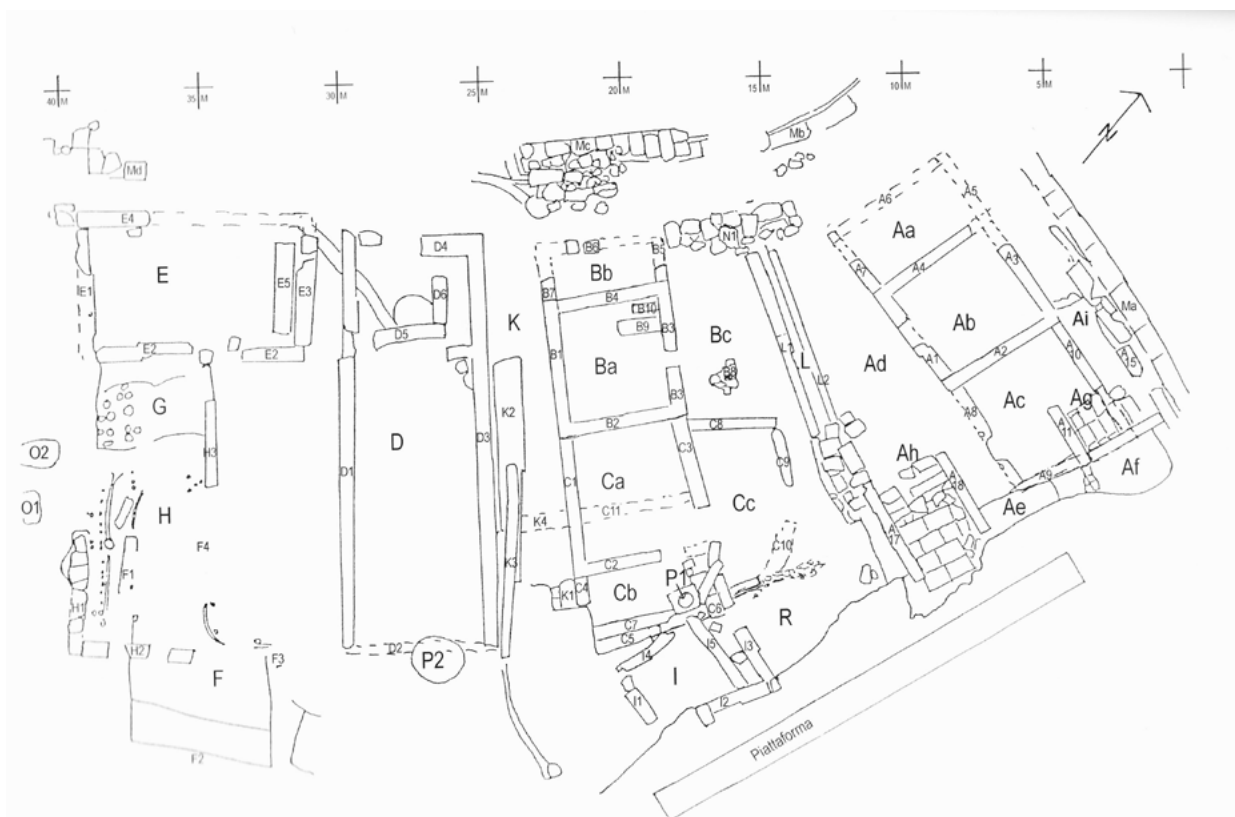 40 M 35 M 30 M 25 M 20 M 15 M 10 M 5 M
N
Md
Mc
Mb
E4
E
E1
E5
E3
E2
E2
G
H3
O2
O1
H
F4
F1
H1
H2
F3
F
F2
D4
D6
D5
D
D1
D3
D2
P2
K
K2
K4
K3
K1
B6
B5
Bb
B7
B4
B10
B9
B3
B1
Ba
B3
B2
N1
Bc
B8
C8
C3
C9
C1
Ca
C11
Cc
C2
C10
C4
Cb
P1
C6
C7
C5
I4
I5
I3
I
I1
I2
R
L1
L
L2
A6
A5
Aa
A7
A4
A3
Ad
Ab
Ai
Ma
A1
A2
A10
A15
A8
Ac
Ag
A11
Ah
A9
Af
A18
Ae
A17
Piattaforma